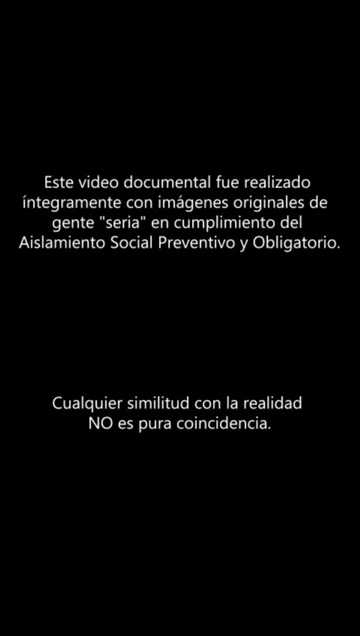 Este video documental fue realizado
íntegramente con imágenes originales de
gente "seria" en cumplimiento del
Aislamiento Social Preventivo y Obligatorio.
Cualquier similitud con la realidad
NO es pura coincidencia.